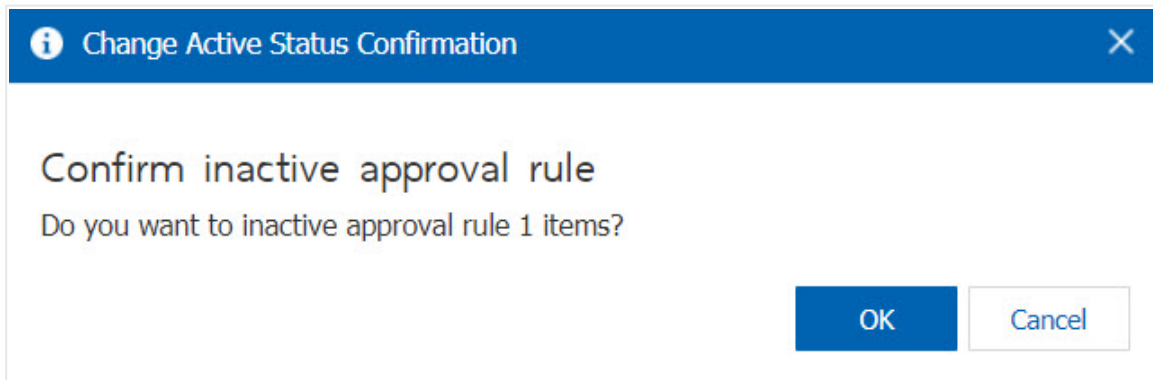 Change Active Status Confirmation
Confirm inactive approval rule
Do you want to inactive approval rule 1 items?
OK Cancel